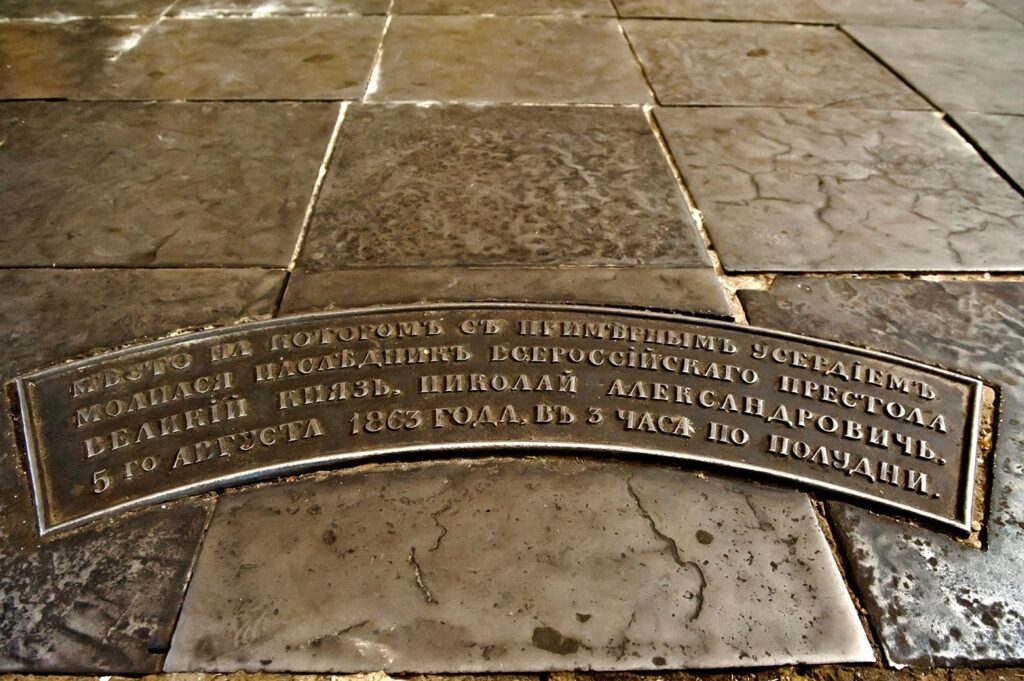 МѢСТО НА КОТОРОМЪ СЪ ПРИМѢРНЫМЪ УСЕРДІЕМЪ
МОЛИЛСЯ НАСЛѢДНИКЪ ВСЕРОССІЙСКАГО ПРЕСТОЛА
ВЕЛИКІЙ КНЯЗЬ, НИКОЛАЙ АЛЕКСАНДРОВИЧЬ,
5 ГО АВГУСТА 1863 ГОДА, ВЪ 3 ЧАСА ПО ПОЛУДНИ.